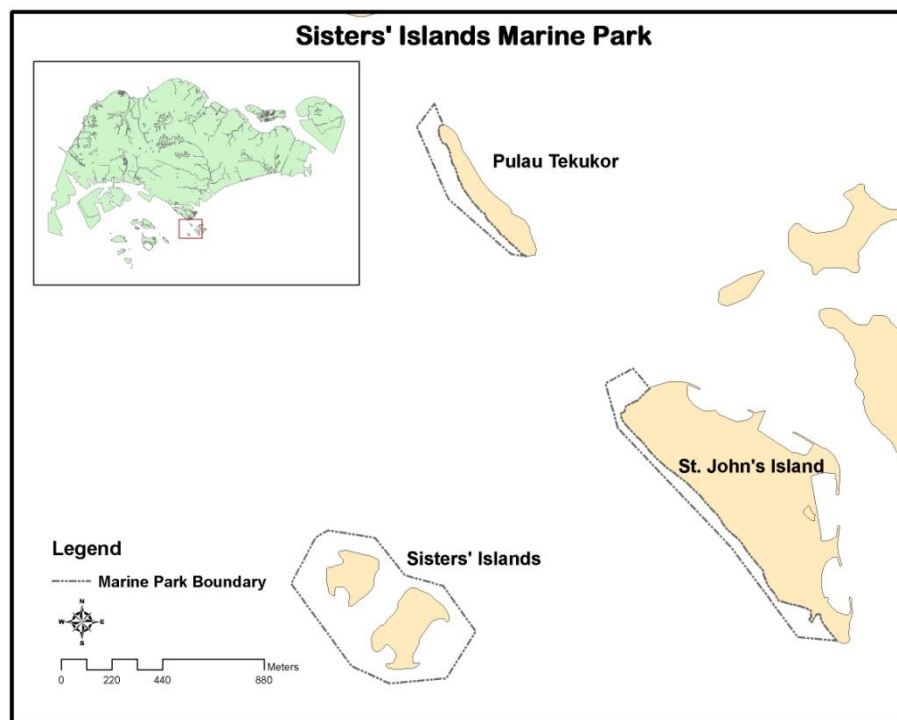 Sisters' Islands Marine Park
Pulau Tekukor
St. John's Island
Sisters' Islands
Legend
Marine Park Boundary
N
W E
S
Meters
0 220 440 880